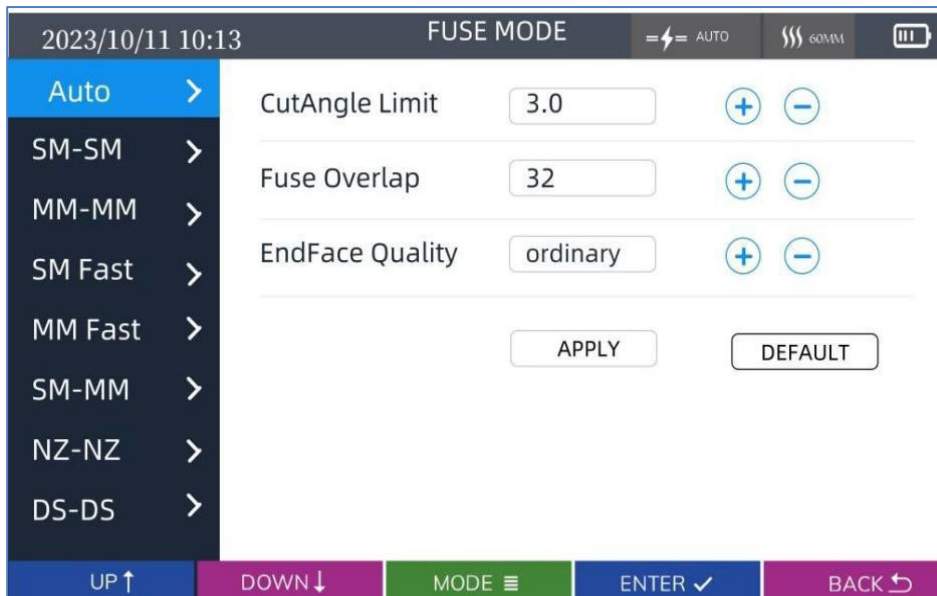 2023/10/11 10:13 FUSE MODE AUTO 60MM
Auto
SM-SM
MM-MM
SM Fast
MM Fast
SM-MM
NZ-NZ
DS-DS
CutAngle Limit 3.0
Fuse Overlap 32
EndFace Quality ordinary
APPLY DEFAULT
UP↑ DOWN↓ MODE ≡ ENTER ✓ BACK ⮌